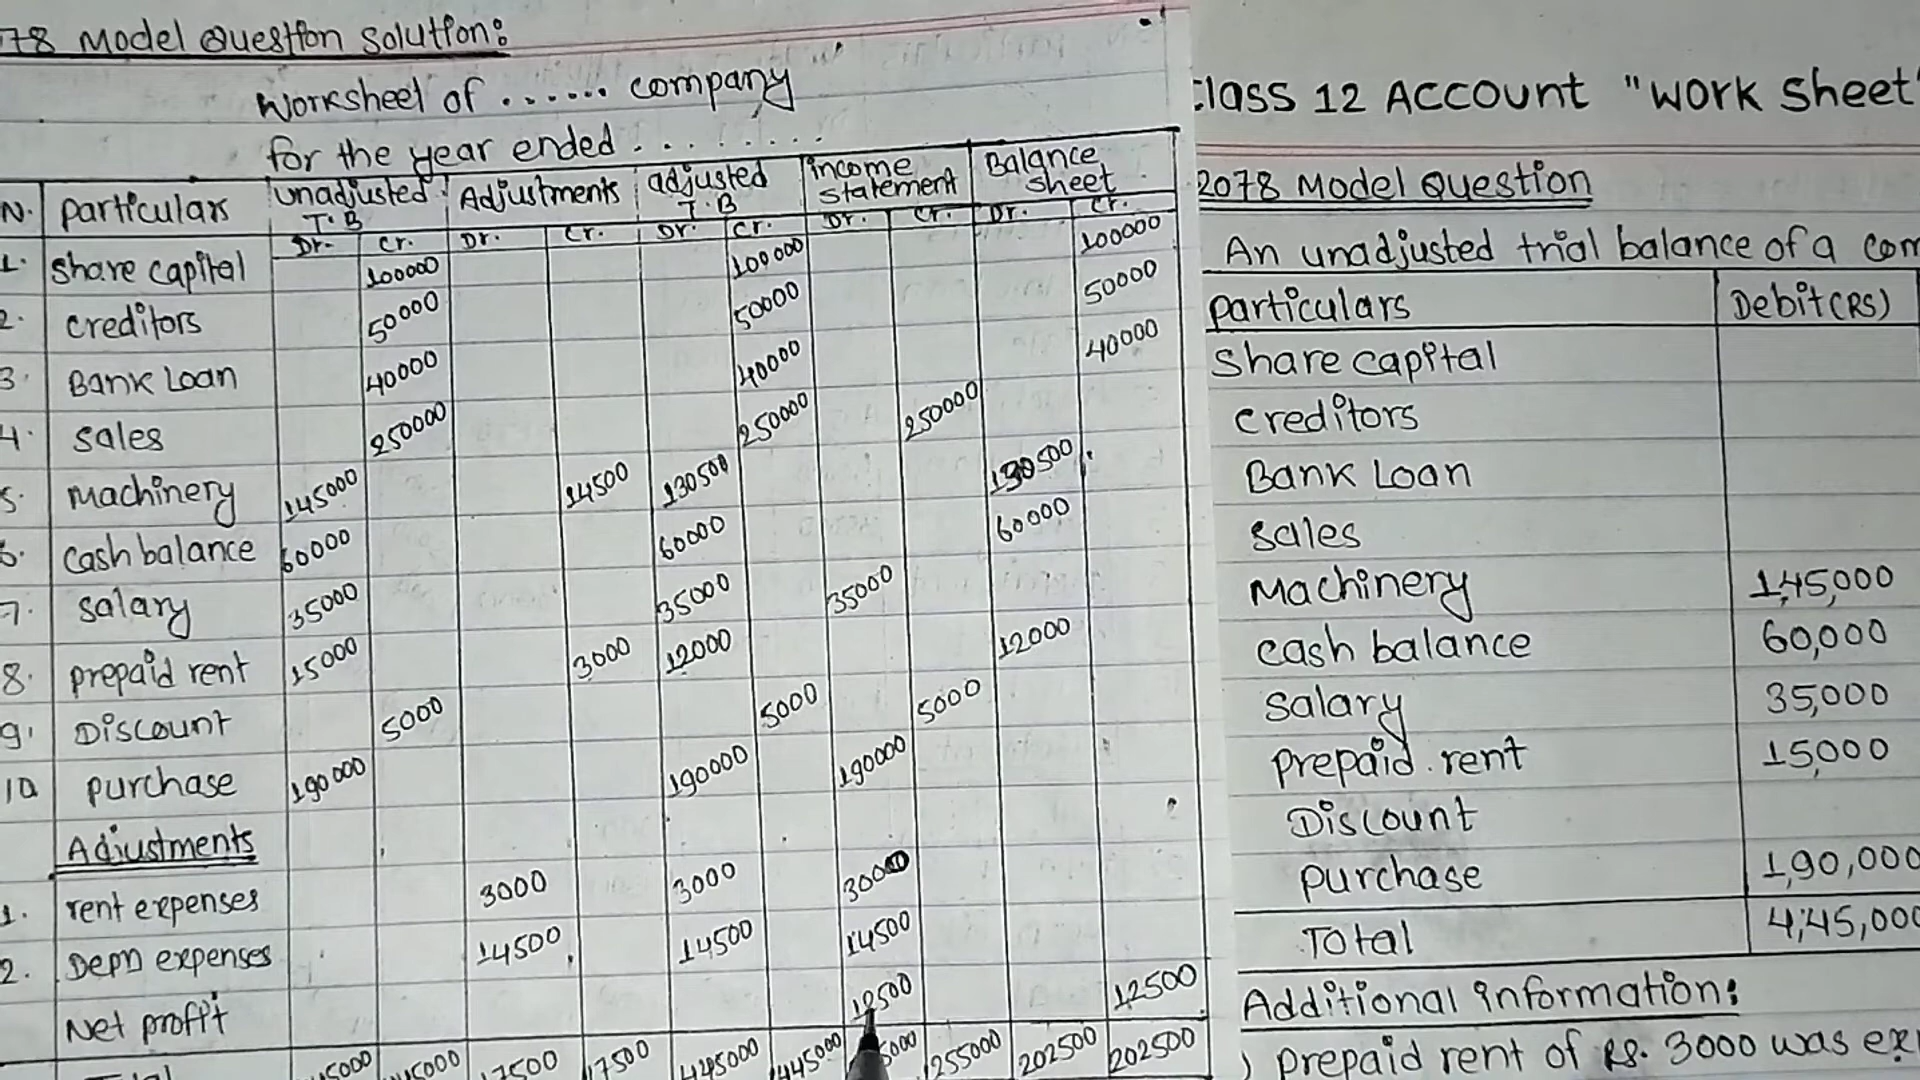 78 Model Question Solution:
Worksheet of ...... company
for the year ended ........
N. particulars unadjusted T.B Adjustments adjusted T.B income statement Balance sheet
Dr. Cr. Dr. Cr. Dr. Cr. Dr. Cr. Dr. Cr.
1. share capital 100000 100000 100000
2. creditors 50000 50000 50000
3. Bank Loan 40000 40000 40000
4. sales 250000 250000 250000
5. machinery 145000 14500 130500 130500
6. cash balance 60000 60000 60000
7. salary 35000 35000 35000
8. prepaid rent 15000 3000 12000 12000
9. Discount 5000 5000 5000
10 purchase 190000 190000 190000
Adjustments
1. rent expenses 3000 3000 3000
2. Depn expenses 14500 14500 14500
Net profit 12500 12500
17500 445000 445000 255000 202500 202500
class 12 Account "Work Sheet"
2078 Model Question
An unadjusted trial balance of a com
particulars Debit(RS)
share capital
creditors
Bank Loan
sales
Machinery 1,45,000
cash balance 60,000
salary 35,000
prepaid rent 15,000
Discount
purchase 1,90,000
Total 4,45,000
Additional information:
) prepaid rent of Rs. 3000 was ex